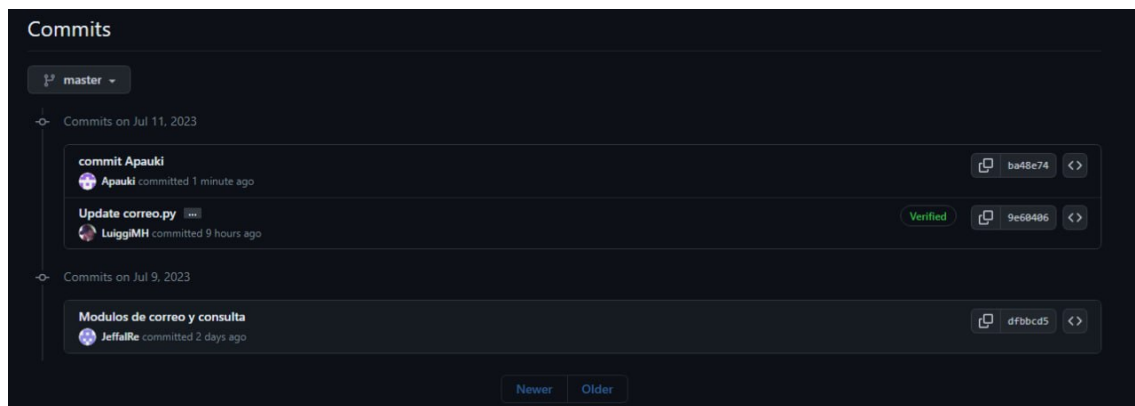 Commits
master
Commits on Jul 11, 2023
commit Apauki
Apauki committed 1 minute ago
ba48e74
Update correo.py ...
LuiggiMH committed 9 hours ago
Verified
9e60406
Commits on Jul 9, 2023
Modulos de correo y consulta
JeffalRe committed 2 days ago
dfbbcd5
Newer Older